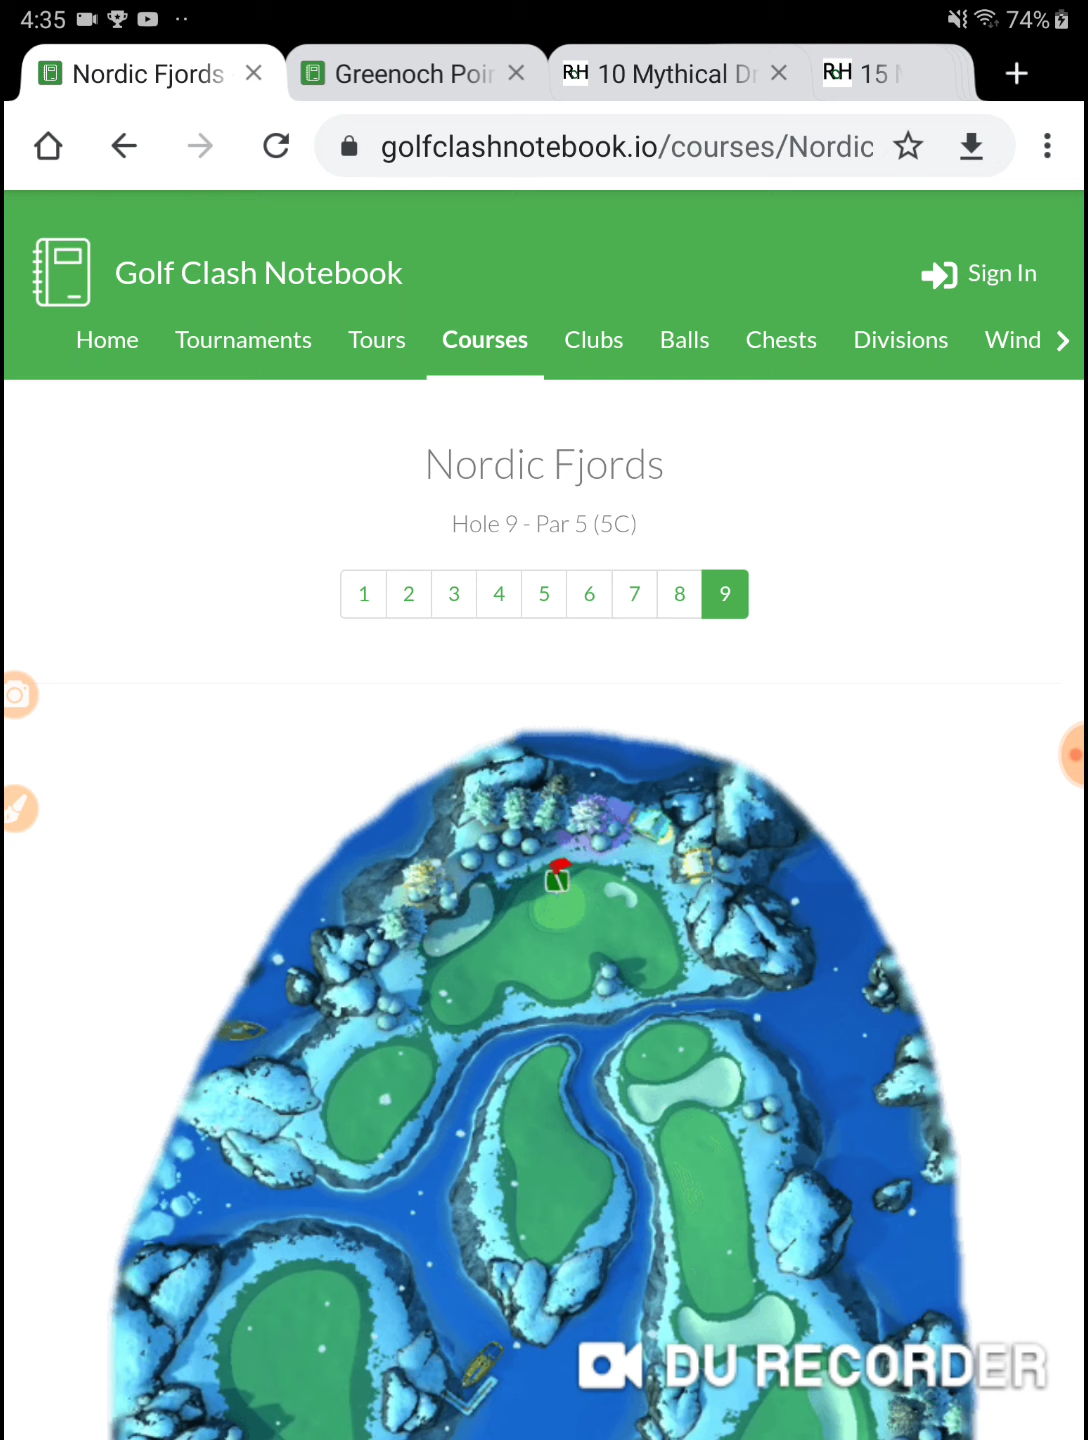 4:35
74%
Nordic Fjords
Greenoch Poin
10 Mythical Dr
15
golfclashnotebook.io/courses/Nordic
Golf Clash Notebook
Sign In
Home Tournaments Tours Courses Clubs Balls Chests Divisions Wind
Nordic Fjords
Hole 9 - Par 5 (5C)
1 2 3 4 5 6 7 8 9
DU RECORDER